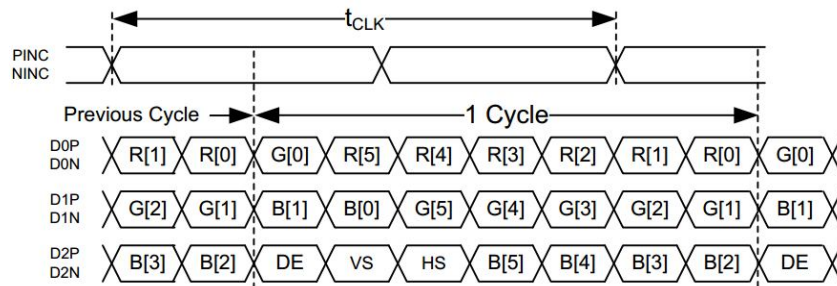 tCLK
PINC
NINC
Previous Cycle 1 Cycle
D0P
D0N
R[1] R[0] G[0] R[5] R[4] R[3] R[2] R[1] R[0] G[0]
D1P
D1N
G[2] G[1] B[1] B[0] G[5] G[4] G[3] G[2] G[1] B[1]
D2P
D2N
B[3] B[2] DE VS HS B[5] B[4] B[3] B[2] DE